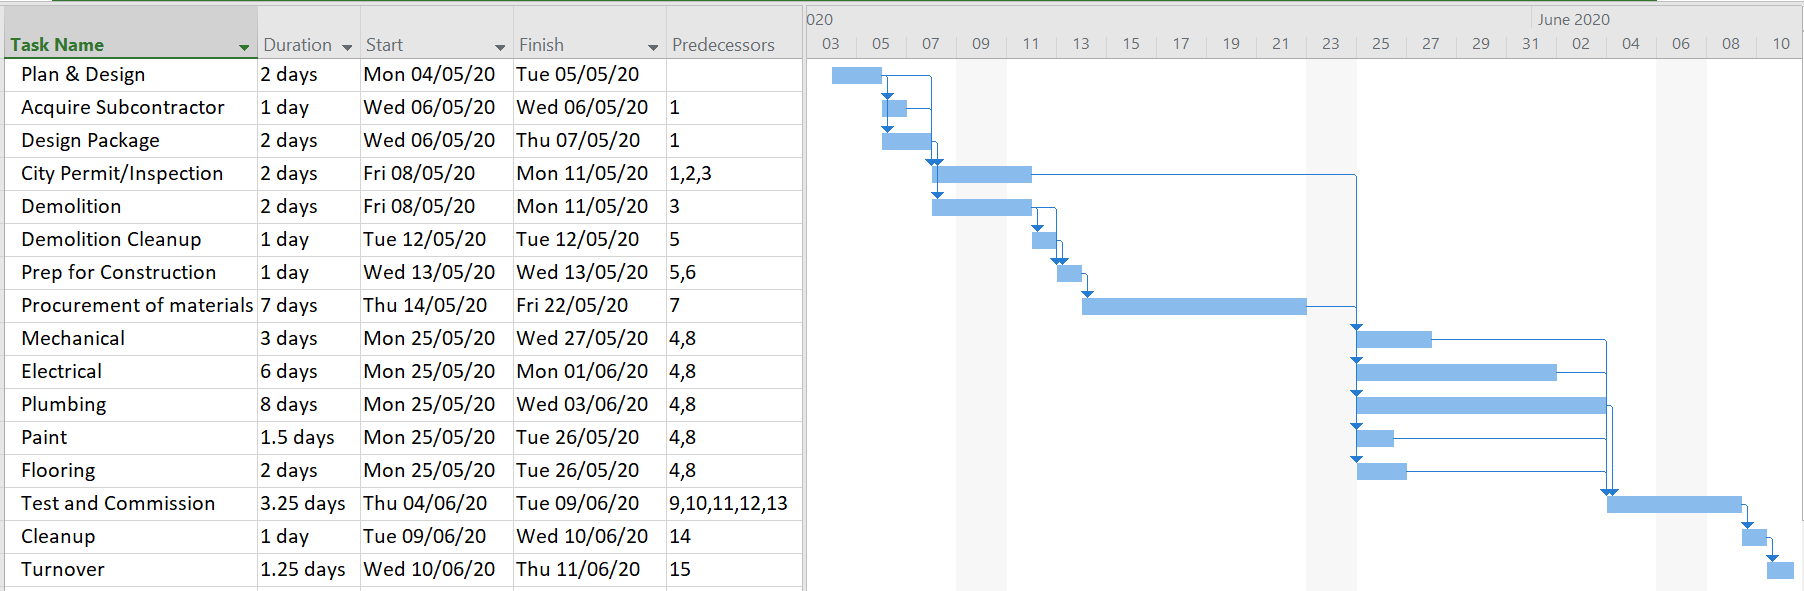 020 June 2020
Task Name Duration Start Finish Predecessors 03 05 07 09 11 13 15 17 19 21 23 25 27 29 31 02 04 06 08 10
Plan & Design 2 days Mon 04/05/20 Tue 05/05/20
Acquire Subcontractor 1 day Wed 06/05/20 Wed 06/05/20 1
Design Package 2 days Wed 06/05/20 Thu 07/05/20 1
City Permit/Inspection 2 days Fri 08/05/20 Mon 11/05/20 1,2,3
Demolition 2 days Fri 08/05/20 Mon 11/05/20 3
Demolition Cleanup 1 day Tue 12/05/20 Tue 12/05/20 5
Prep for Construction 1 day Wed 13/05/20 Wed 13/05/20 5,6
Procurement of materials 7 days Thu 14/05/20 Fri 22/05/20 7
Mechanical 3 days Mon 25/05/20 Wed 27/05/20 4,8
Electrical 6 days Mon 25/05/20 Mon 01/06/20 4,8
Plumbing 8 days Mon 25/05/20 Wed 03/06/20 4,8
Paint 1.5 days Mon 25/05/20 Tue 26/05/20 4,8
Flooring 2 days Mon 25/05/20 Tue 26/05/20 4,8
Test and Commission 3.25 days Thu 04/06/20 Tue 09/06/20 9,10,11,12,13
Cleanup 1 day Tue 09/06/20 Wed 10/06/20 14
Turnover 1.25 days Wed 10/06/20 Thu 11/06/20 15